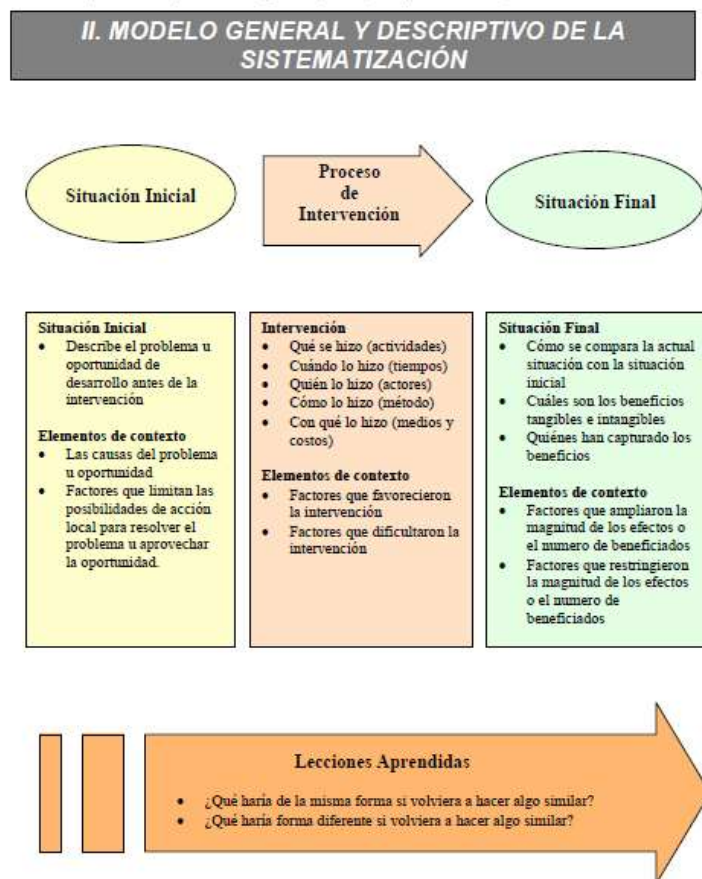 II. MODELO GENERAL Y DESCRIPTIVO DE LA
SISTEMATIZACIÓN
Situación Inicial
Proceso
de
Intervención
Situación Final
Situación Inicial
• Describe el problema u
oportunidad de
desarrollo antes de la
intervención
Elementos de contexto
• Las causas del problema
u oportunidad
• Factores que limitan las
posibilidades de acción
local para resolver el
problema u aprovechar
la oportunidad.
Intervención
• Qué se hizo (actividades)
• Cuándo lo hizo (tiempos)
• Quién lo hizo (actores)
• Cómo lo hizo (método)
• Con qué lo hizo (medios y
costos)
Elementos de contexto
• Factores que favorecieron
la intervención
• Factores que dificultaron la
intervención
Situación Final
• Cómo se compara la actual
situación con la situación
inicial
• Cuáles son los beneficios
tangibles e intangibles
• Quiénes han capturado los
beneficios
Elementos de contexto
• Factores que ampliaron la
magnitud de los efectos o
el numero de beneficiados
• Factores que restringieron
la magnitud de los efectos
o el numero de
beneficiados
Lecciones Aprendidas
• ¿Qué haría de la misma forma si volviera a hacer algo similar?
• ¿Qué haría forma diferente si volviera a hacer algo similar?